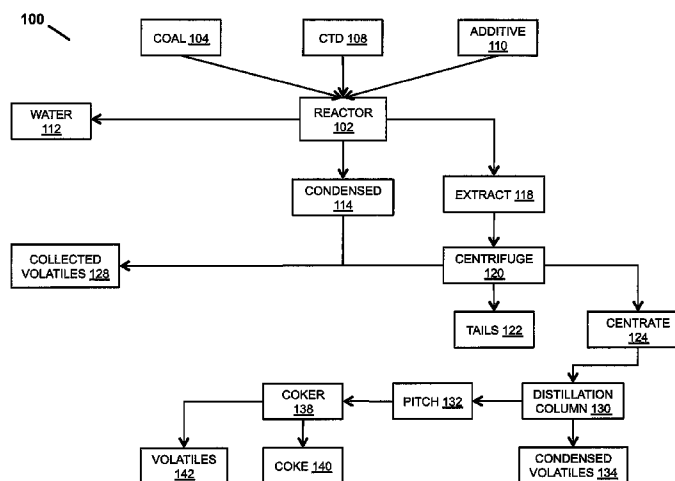 100
COAL 104
CTD 108
ADDITIVE
110
WATER
112
REACTOR
102
CONDENSED
114
EXTRACT 118
COLLECTED
VOLATILES 128
CENTRIFUGE
120
TAILS 122
CENTRATE
124
COKER
138
PITCH 132
DISTILLATION
COLUMN 130
VOLATILES
142
COKE 140
CONDENSED
VOLATILES 134